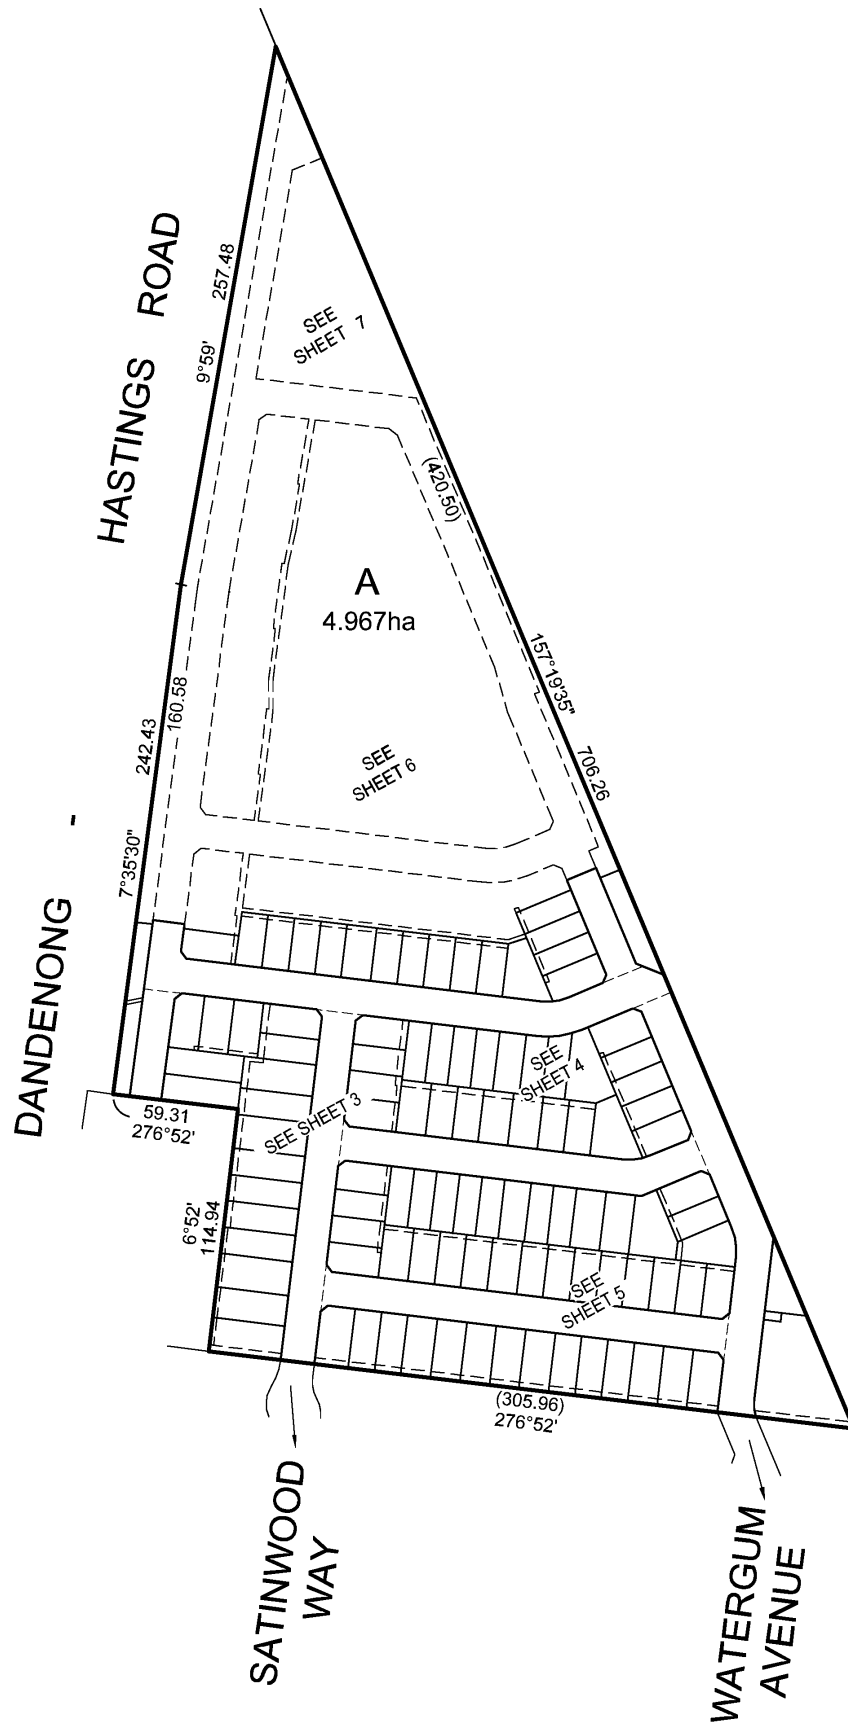 DANDENONG - HASTINGS ROAD
257.48
9°59'
SEE
SHEET 7
(420.50)
A
4.967ha
157°19'35"
706.26
160.58
242.43
7°35'30"
SEE
SHEET 6
SEE
SHEET 4
SEE SHEET 3
59.31
276°52'
6°52'
114.94
SEE
SHEET 5
(305.96)
276°52'
SATINWOOD
WAY
WATERGUM
AVENUE